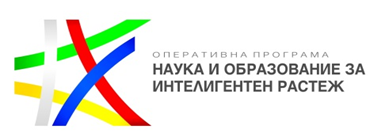 ОПЕРАТИВНА ПРОГРАМА
НАУКА И ОБРАЗОВАНИЕ ЗА
ИНТЕЛИГЕНТЕН РАСТЕЖ